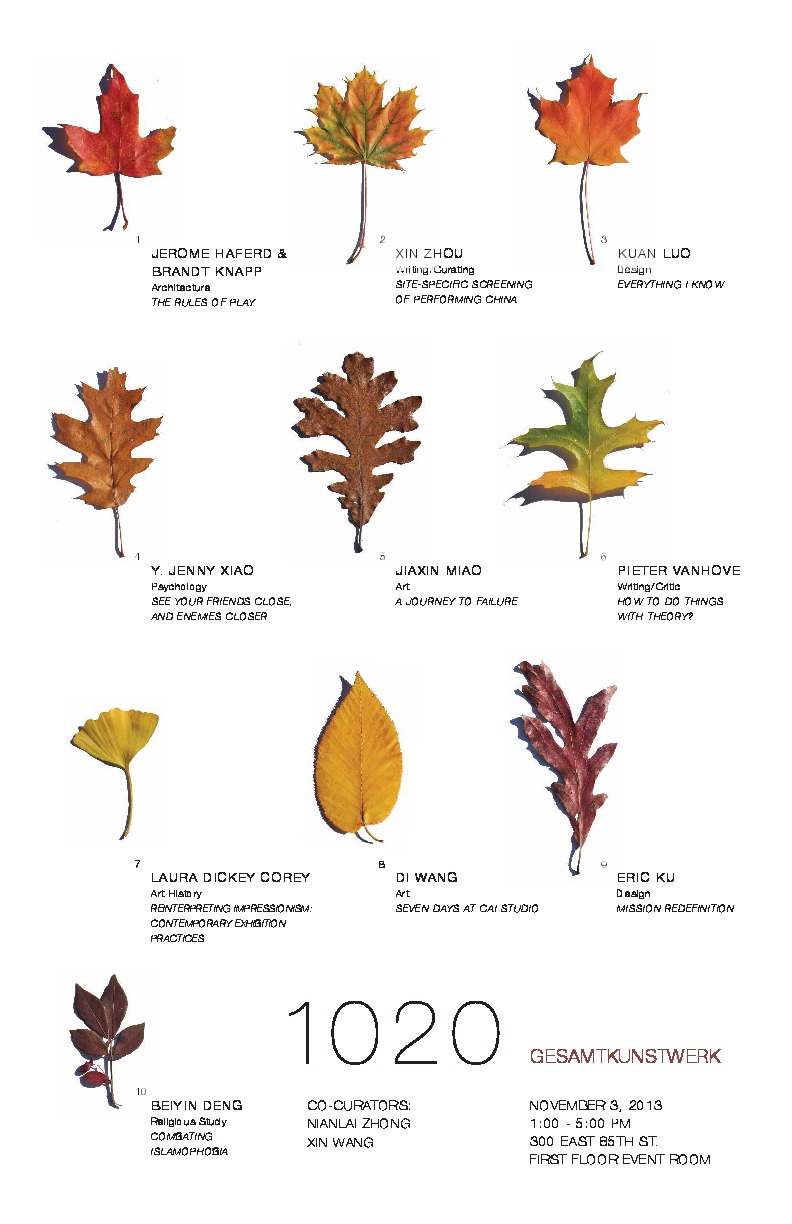 1
JEROME HAFERD &
BRANDT KNAPP
Architecture
THE RULES OF PLAY
2
XIN ZHOU
Writing/Curating
SITE-SPECIFIC SCREENING
OF PERFORMING CHINA
3
KUAN LUO
Design
EVERYTHING I KNOW
4
Y. JENNY XIAO
Psychology
SEE YOUR FRIENDS CLOSE,
AND ENEMIES CLOSER
5
JIAXIN MIAO
Art
A JOURNEY TO FAILURE
6
PIETER VANHOVE
Writing/Critic
HOW TO DO THINGS
WITH THEORY?
7
LAURA DICKEY COREY
Art History
REINTERPRETING IMPRESSIONISM:
CONTEMPORARY EXHIBITION
PRACTICES
8
DI WANG
Art
SEVEN DAYS AT CAI STUDIO
9
ERIC KU
Design
MISSION REDEFINITION
10
BEIYIN DENG
Religious Study
COMBATING
ISLAMOPHOBIA
1020
GESAMTKUNSTWERK
CO-CURATORS:
NIANLAI ZHONG
XIN WANG
NOVEMBER 3, 2013
1:00 - 5:00 PM
300 EAST 65TH ST.
FIRST FLOOR EVENT ROOM